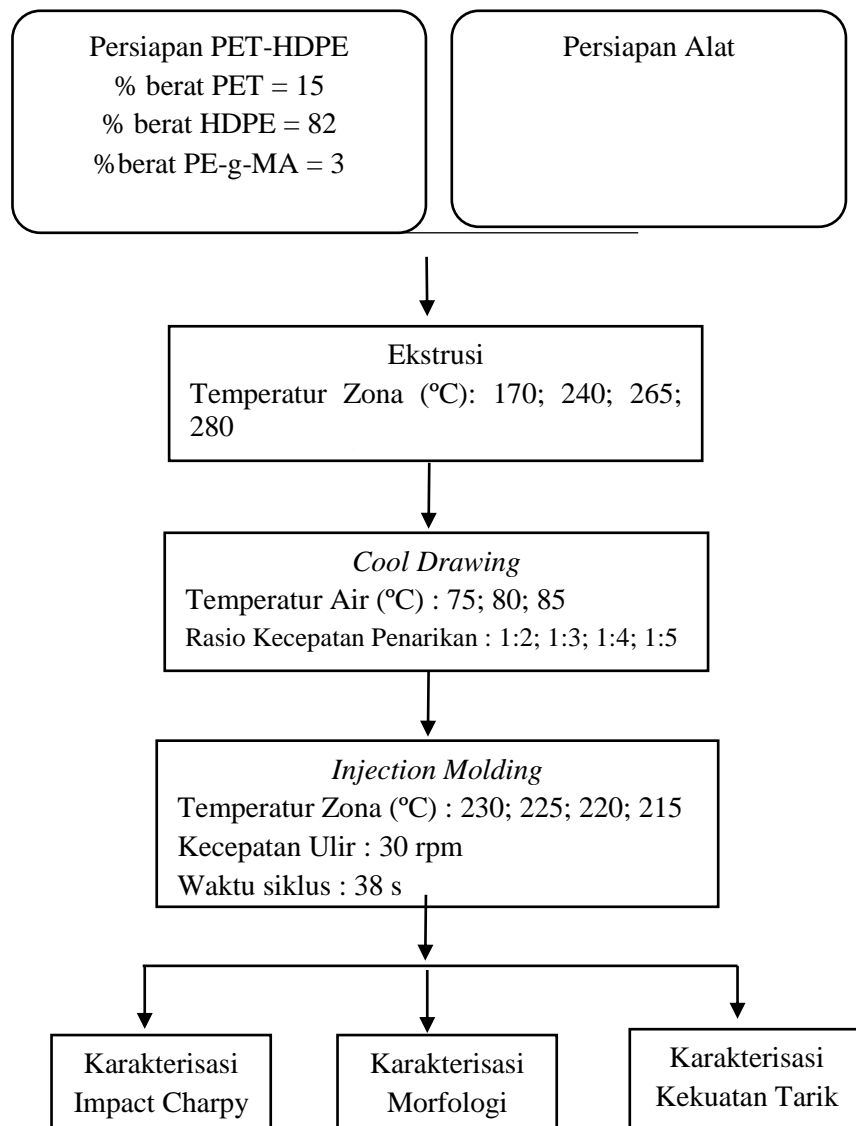 Persiapan PET-HDPE
% berat PET = 15
% berat HDPE = 82
%berat PE-g-MA = 3
Persiapan Alat
Ekstrusi
Temperatur Zona (ºC): 170; 240; 265;
280
Cool Drawing
Temperatur Air (ºC) : 75; 80; 85
Rasio Kecepatan Penarikan : 1:2; 1:3; 1:4; 1:5
Injection Molding
Temperatur Zona (ºC) : 230; 225; 220; 215
Kecepatan Ulir : 30 rpm
Waktu siklus : 38 s
Karakterisasi
Impact Charpy
Karakterisasi
Morfologi
Karakterisasi
Kekuatan Tarik